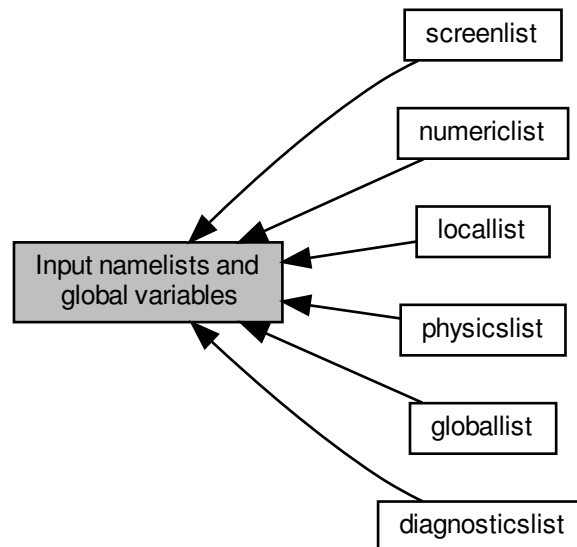 screenlist
numericlist
locallist
Input namelists and
global variables
physicslist
globallist
diagnosticslist